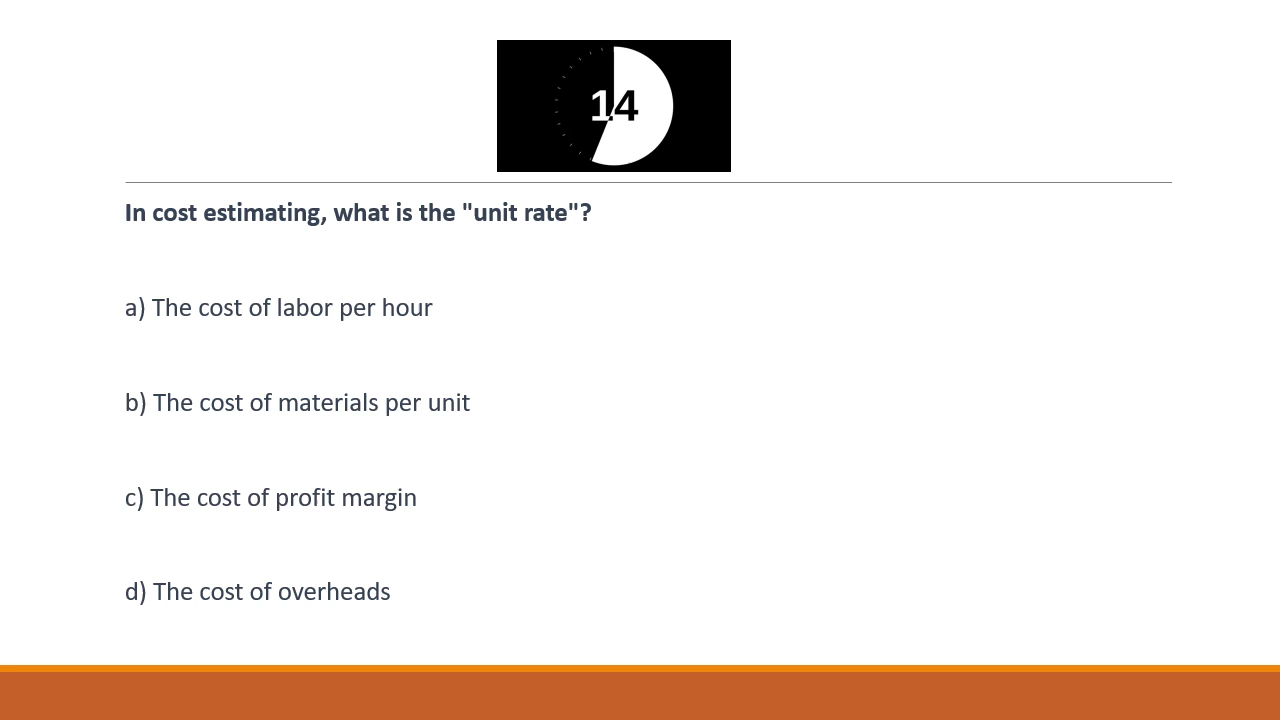 14
In cost estimating, what is the "unit rate"?
a) The cost of labor per hour
b) The cost of materials per unit
c) The cost of profit margin
d) The cost of overheads